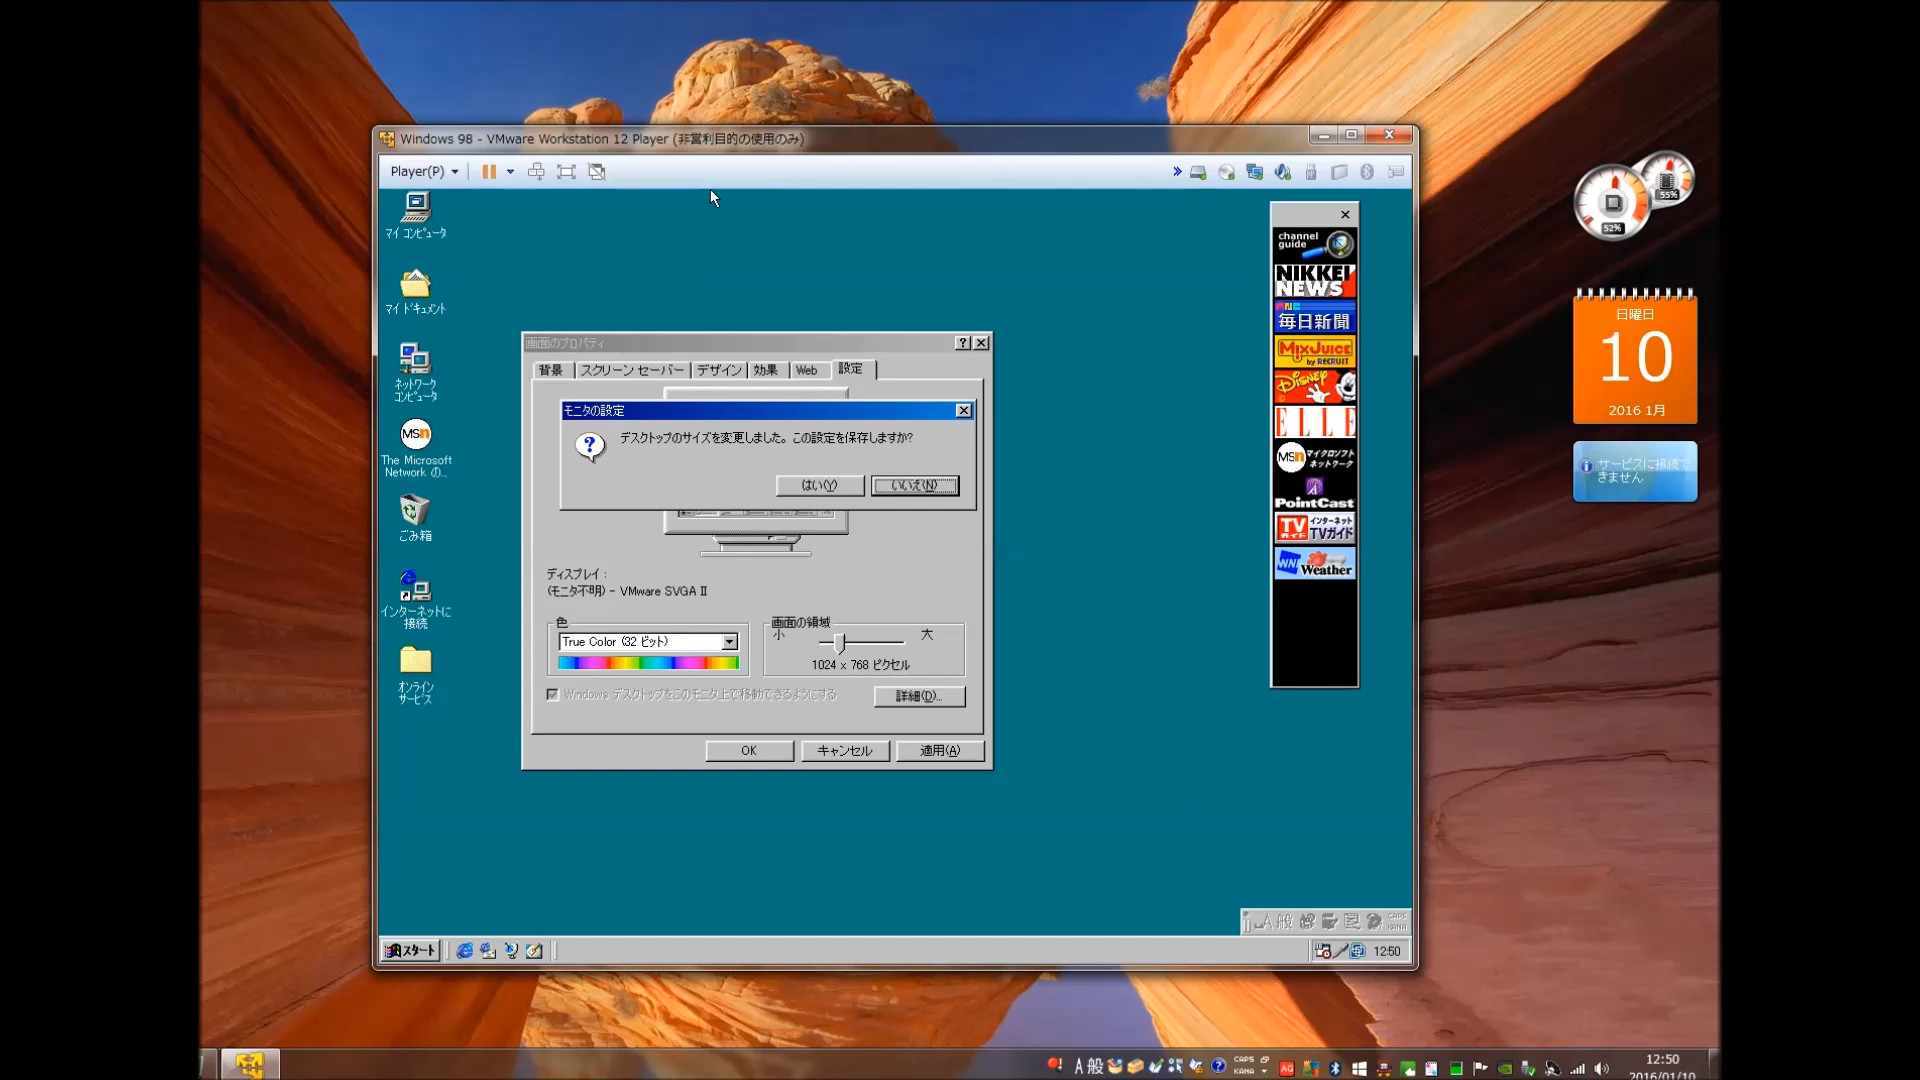 Windows 98 - VMware Workstation 12 Player (非営利目的の使用のみ)
Player(P)
マイ コンピュータ
マイ ドキュメント
ネットワーク
コンピュータ
MSN
The Microsoft
Network の...
ごみ箱
インターネットに
接続
オンライン
サービス
画面のプロパティ
背景
スクリーン セーバー
デザイン
効果
Web
設定
モニタの設定
デスクトップのサイズを変更しました。この設定を保存しますか?
はい(Y)
いいえ(N)
ディスプレイ :
(モニタ不明) - VMware SVGA II
色
True Color (32 ビット)
画面の領域
小
大
1024 x 768 ピクセル
Windows デスクトップをこのモニタ上で移動できるようにする
詳細(D)...
OK
キャンセル
適用(A)
channel
guide
NIKKEI
NEWS
毎日新聞
MixJuice
by RECRUIT
DISNEY
ELLE
MSN
マイクロソフト
ネットワーク
PointCast
TV
ガイド
インターネット
TVガイド
WNI
Weather
A 般
CAPS
KANA
スタート
12:50
52%
55%
日曜日
10
2016 1月
サービスに接続で
きません
A 般
CAPS
KANA
12:50
2016/01/10